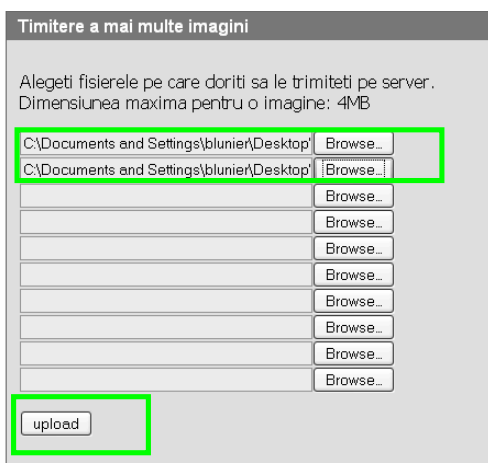 Timitere a mai multe imagini
Alegeti fisierele pe care doriti sa le trimiteti pe server.
Dimensiunea maxima pentru o imagine: 4MB
C:\Documents and Settings\blunier\Desktop' Browse...
C:\Documents and Settings\blunier\Desktop' Browse...
Browse...
Browse...
Browse...
Browse...
Browse...
Browse...
Browse...
Browse...
upload